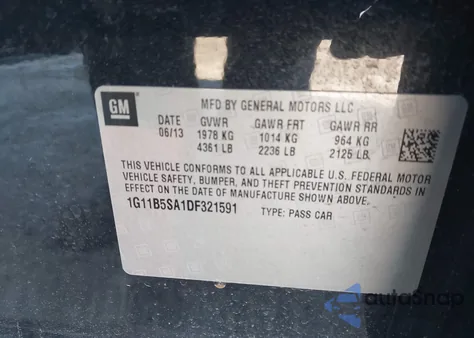 GM
MFD BY GENERAL MOTORS LLC
DATE GVWR GAWR FRT GAWR RR
06/13 1978 KG 1014 KG 964 KG
4361 LB 2236 LB 2125 LB
THIS VEHICLE CONFORMS TO ALL APPLICABLE U.S. FEDERAL MOTOR
VEHICLE SAFETY, BUMPER, AND THEFT PREVENTION STANDARDS IN
EFFECT ON THE DATE OF MANUFACTURE SHOWN ABOVE.
1G11B5SA1DF321591 TYPE: PASS CAR
autosnap